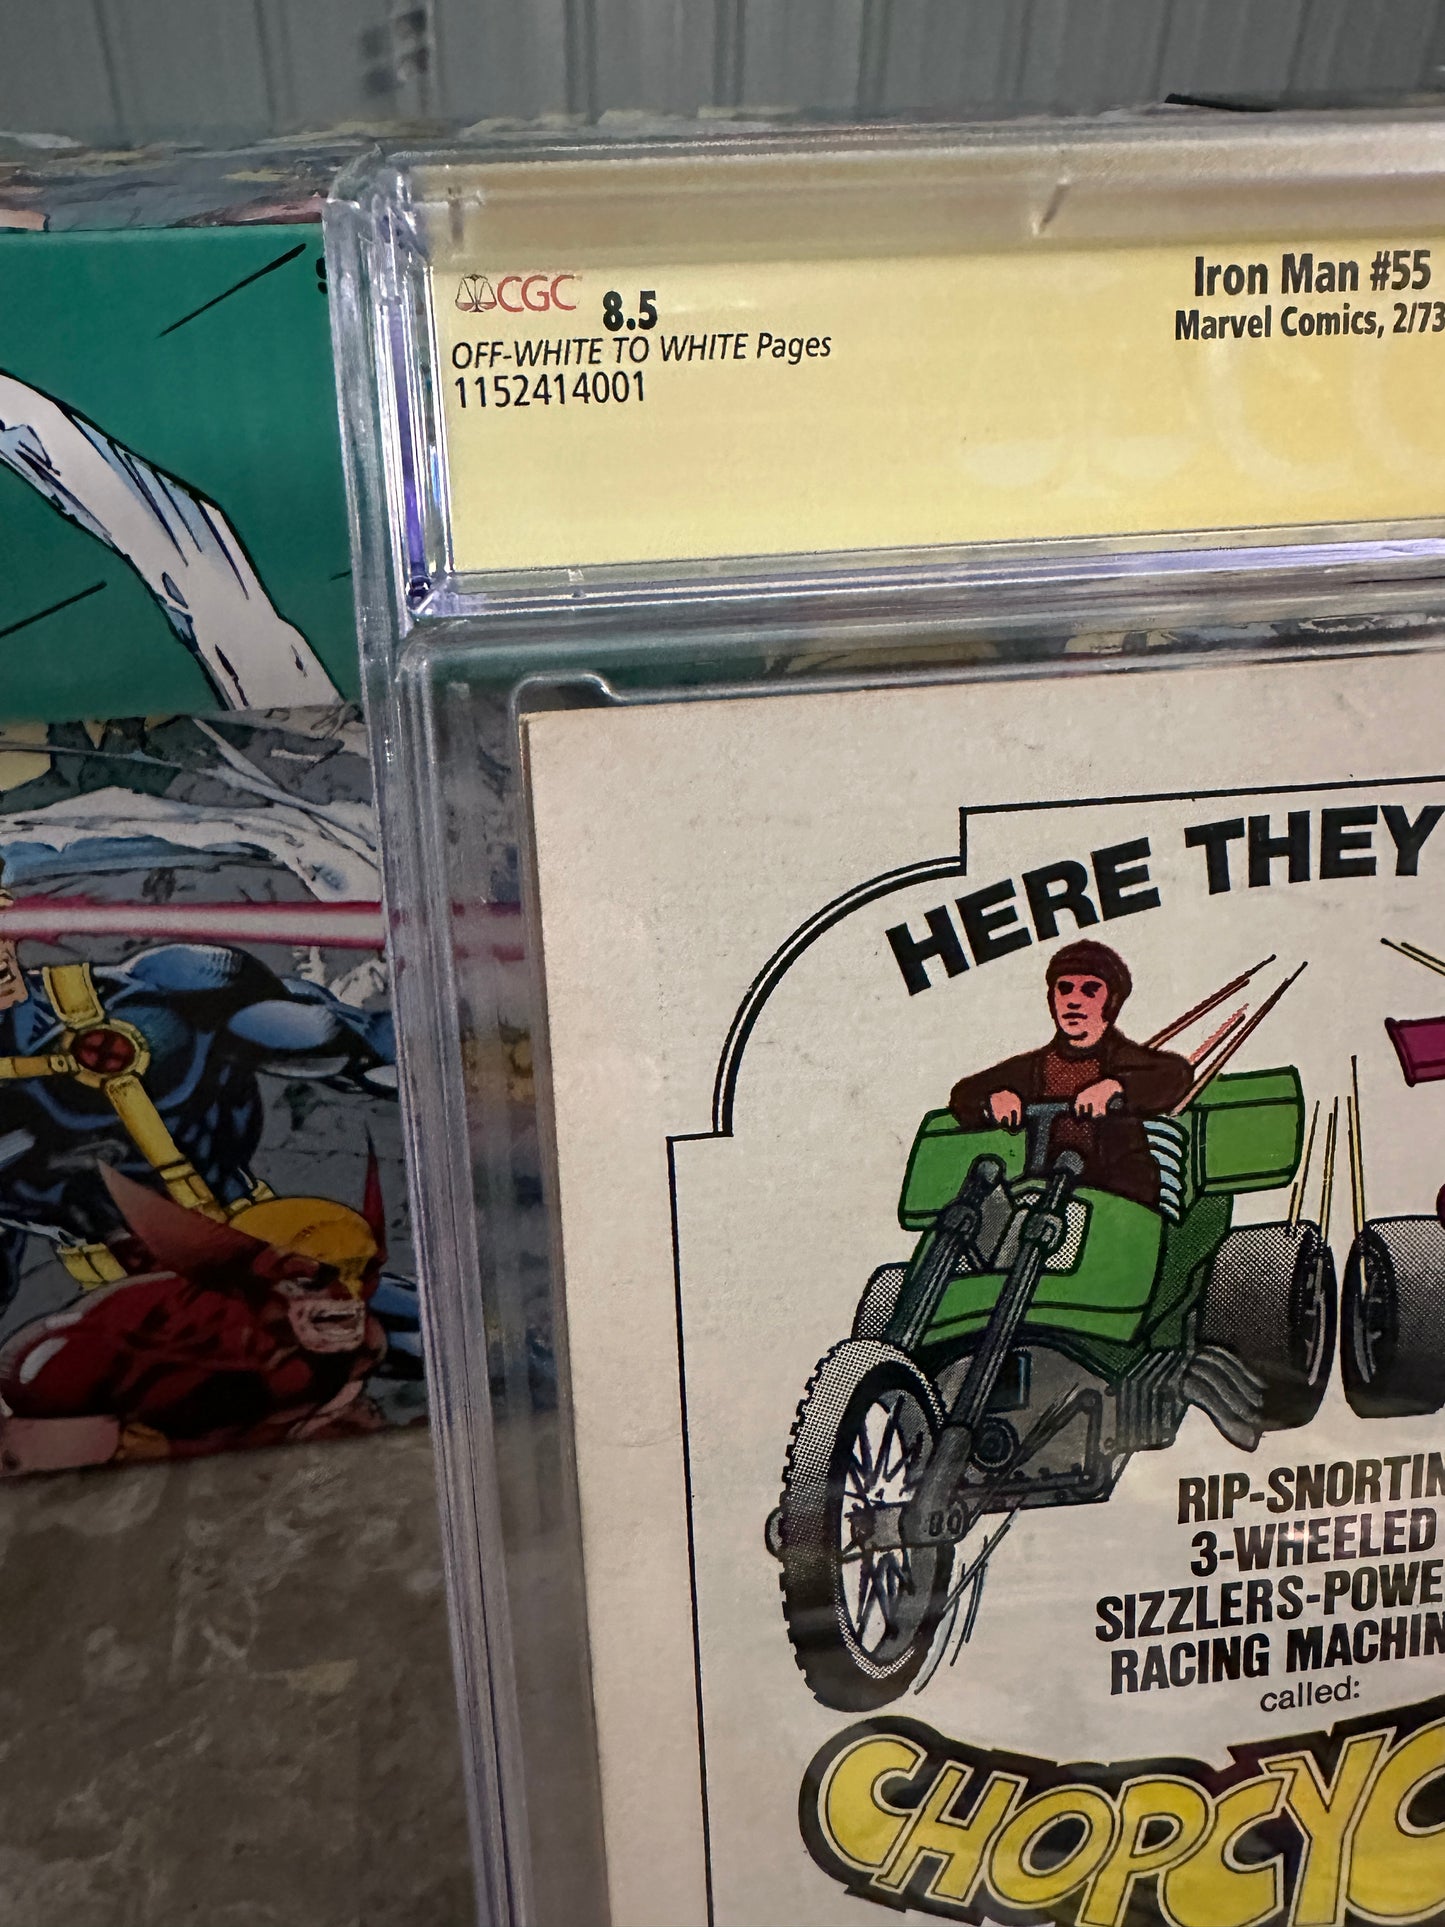 CGC 8.5
OFF-WHITE TO WHITE Pages
1152414001
Iron Man #55
Marvel Comics, 2/73
HERE THEY
RIP-SNORTIN
3-WHEELED
SIZZLERS-POWE
RACING MACHIN
called:
CHOPCYC